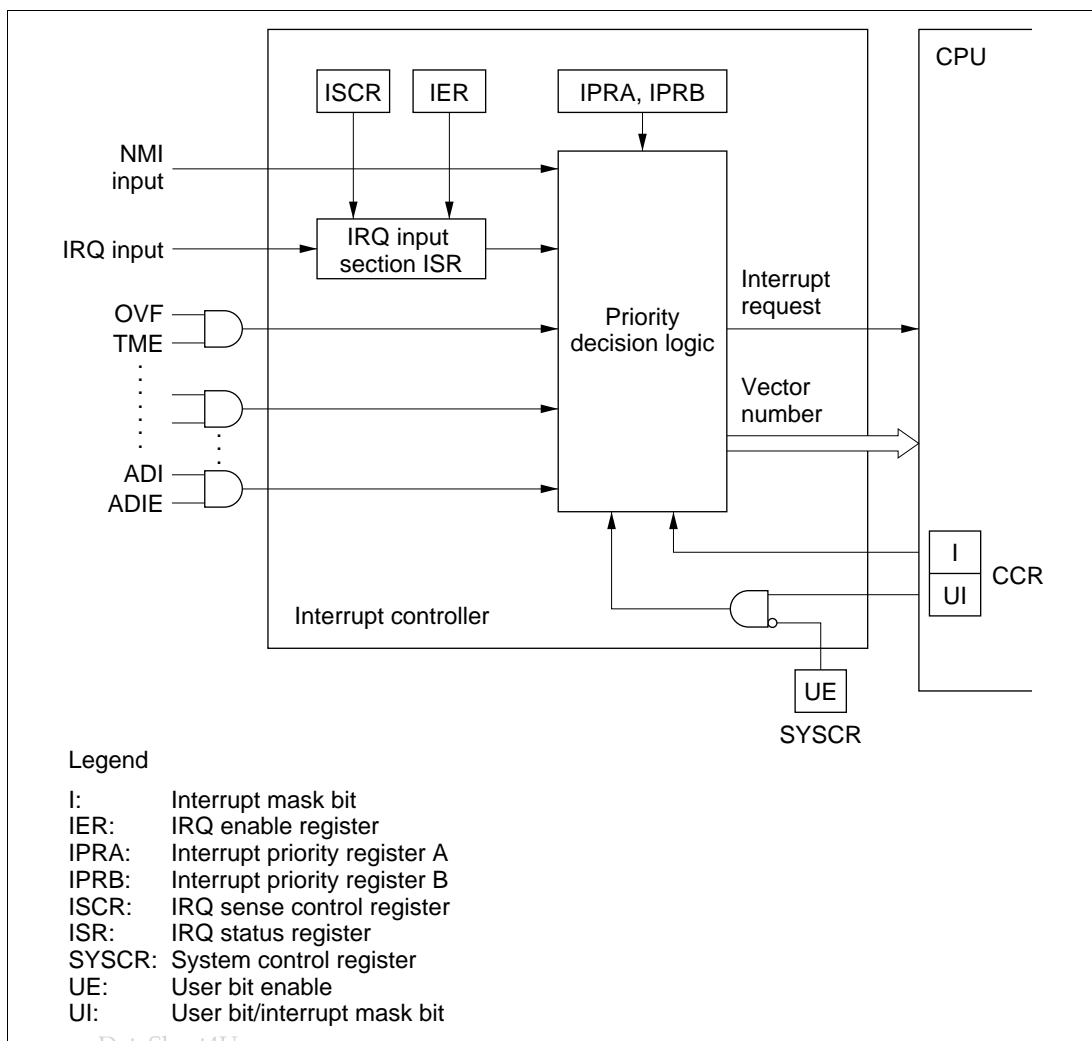 CPU
ISCR
IER
IPRA, IPRB
NMI
input
IRQ input
IRQ input
section ISR
OVF
TME
Priority
decision logic
Interrupt
request
Vector
number
ADI
ADIE
I
UI
CCR
Interrupt controller
UE
SYSCR
Legend
I: Interrupt mask bit
IER: IRQ enable register
IPRA: Interrupt priority register A
IPRB: Interrupt priority register B
ISCR: IRQ sense control register
ISR: IRQ status register
SYSCR: System control register
UE: User bit enable
UI: User bit/interrupt mask bit